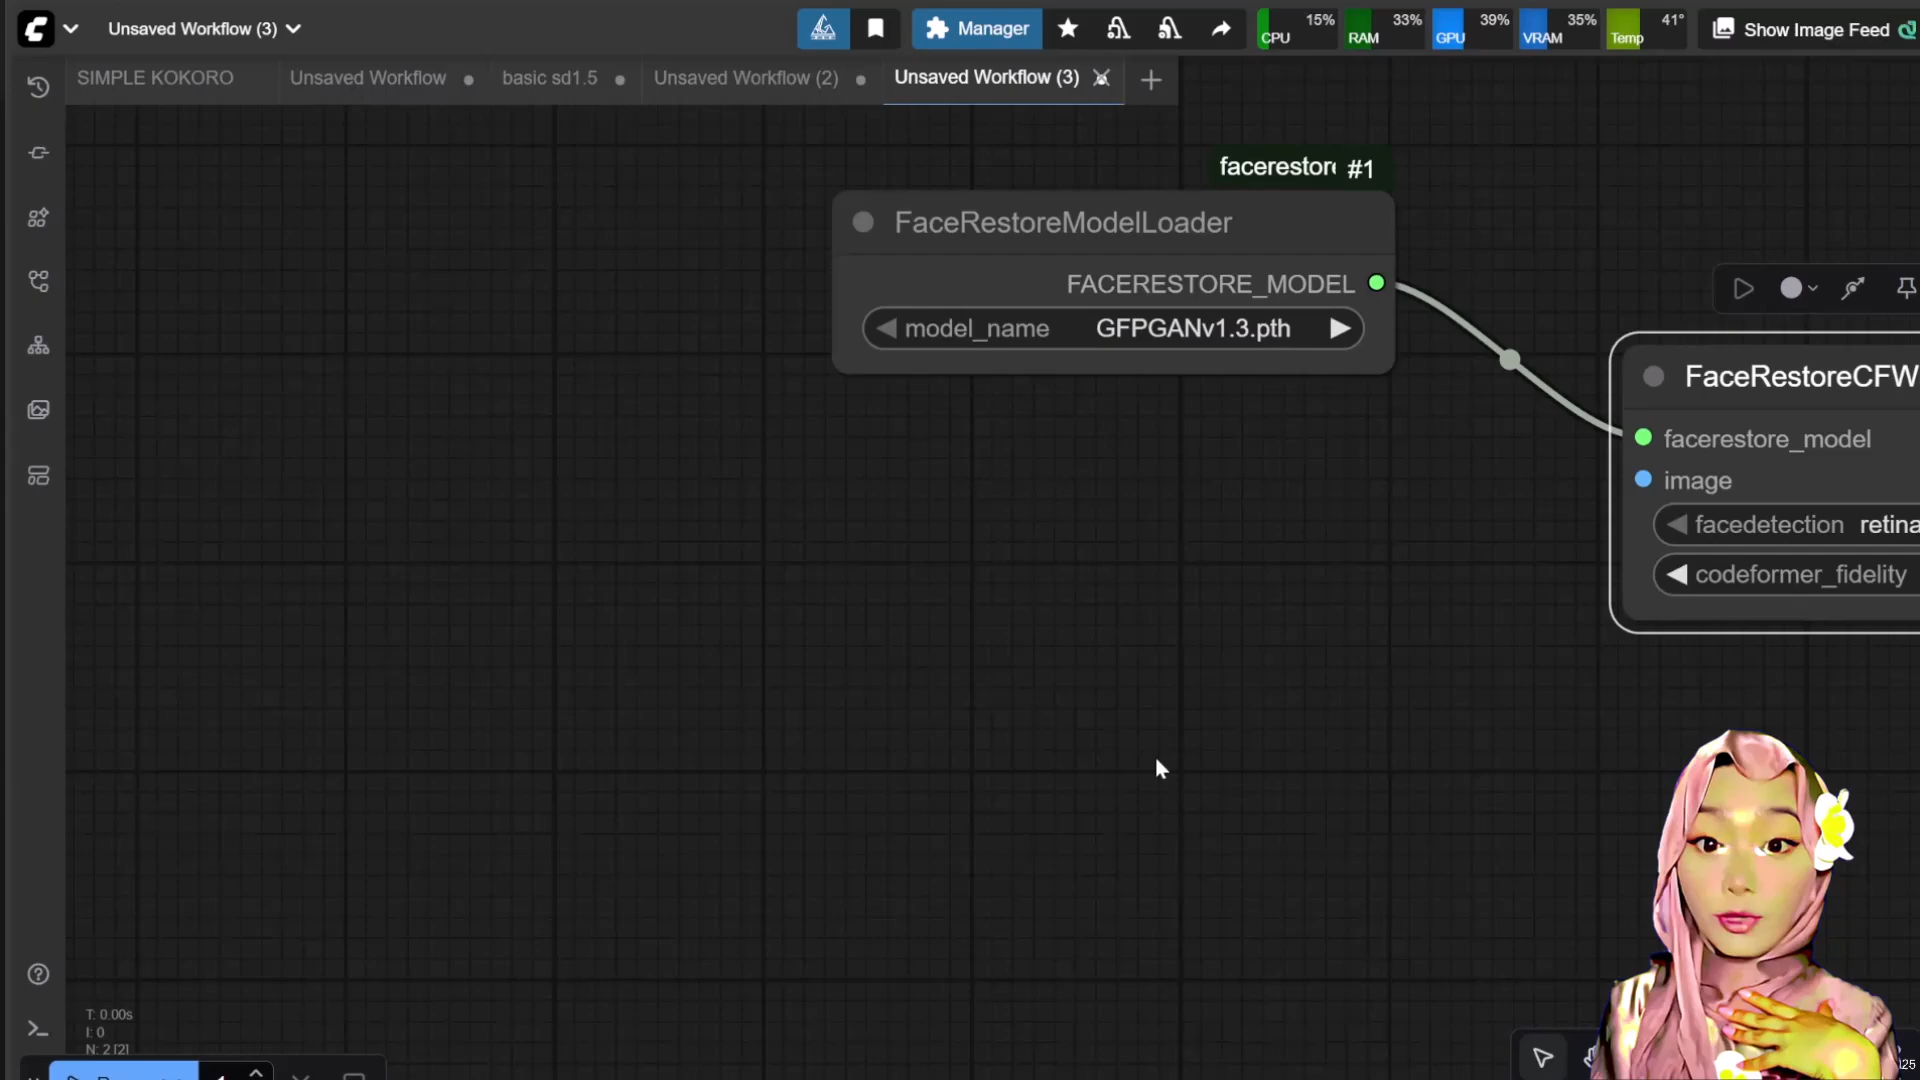 Unsaved Workflow (3)
Manager
CPU 15%
RAM 33%
GPU 39%
VRAM 35%
Temp 41°
Show Image Feed
SIMPLE KOKORO
Unsaved Workflow
basic sd1.5
Unsaved Workflow (2)
Unsaved Workflow (3)
facerestor
#1
FaceRestoreModelLoader
FACERESTORE_MODEL
model_name GFPGANv1.3.pth
FaceRestoreCFW
facerestore_model
image
facedetection retina
codeformer_fidelity
T: 0.00s
I: 0
N: 2 [2]